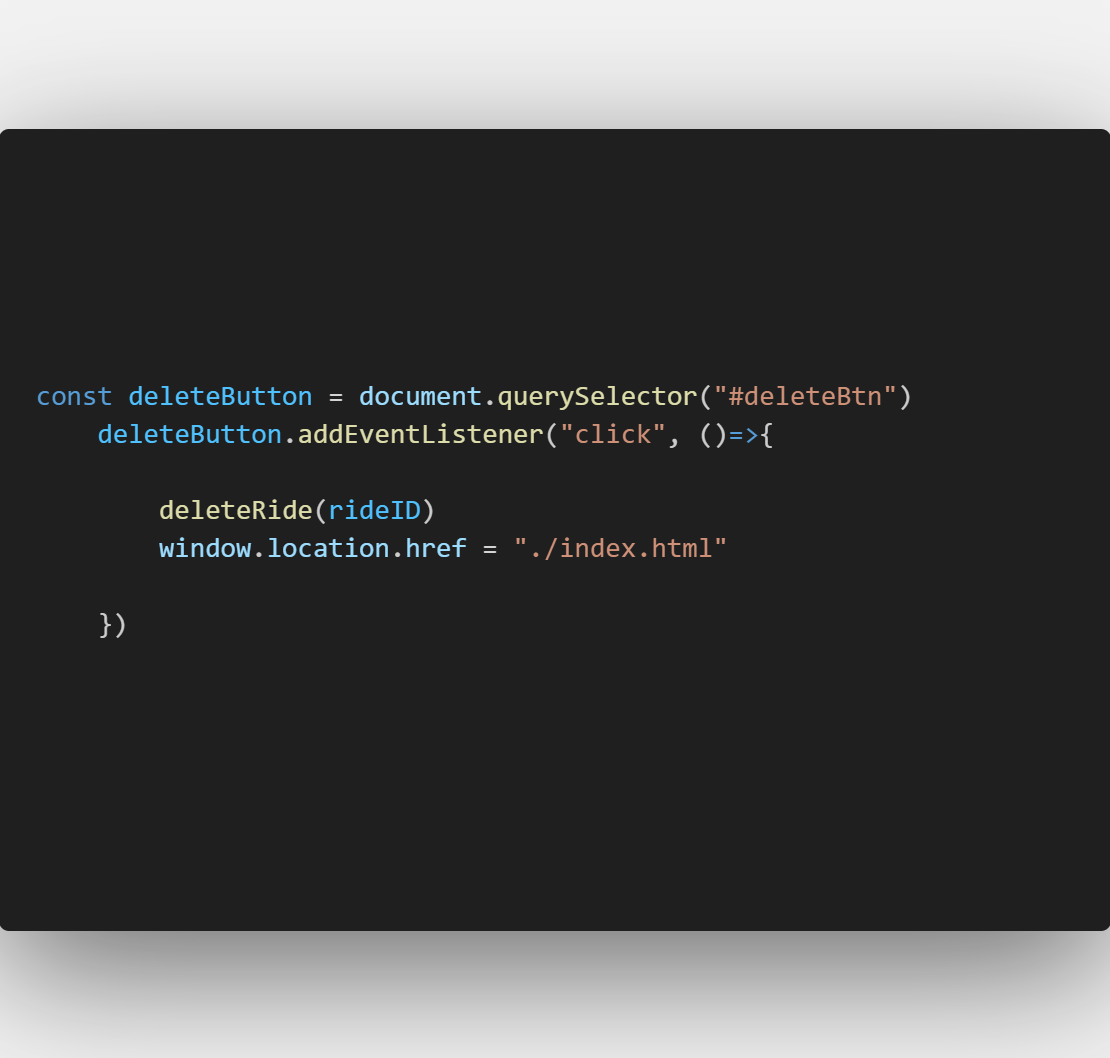 const deleteButton = document.querySelector("#deleteBtn")
    deleteButton.addEventListener("click", ()=>{
        deleteRide(rideID)
        window.location.href = "./index.html"
    })